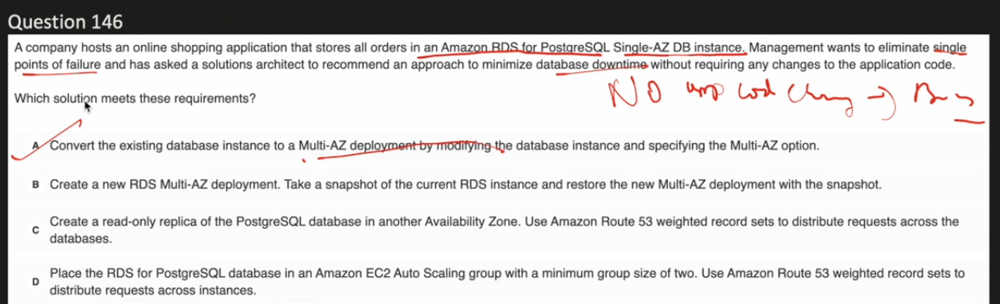 Question 146
A company hosts an online shopping application that stores all orders in an Amazon RDS for PostgreSQL Single-AZ DB instance. Management wants to eliminate single
points of failure and has asked a solutions architect to recommend an approach to minimize database downtime without requiring any changes to the application code.
NO
Which solution meets these requirements?
A Convert the existing database instance to a Multi-AZ deployment by modifying the database instance and specifying the Multi-AZ option.
B Create a new RDS Multi-AZ deployment. Take a snapshot of the current RDS instance and restore the new Multi-AZ deployment with the snapshot.
C Create a read-only replica of the PostgreSQL database in another Availability Zone. Use Amazon Route 53 weighted record sets to distribute requests across the
databases.
D Place the RDS for PostgreSQL database in an Amazon EC2 Auto Scaling group with a minimum group size of two. Use Amazon Route 53 weighted record sets to
distribute requests across instances.